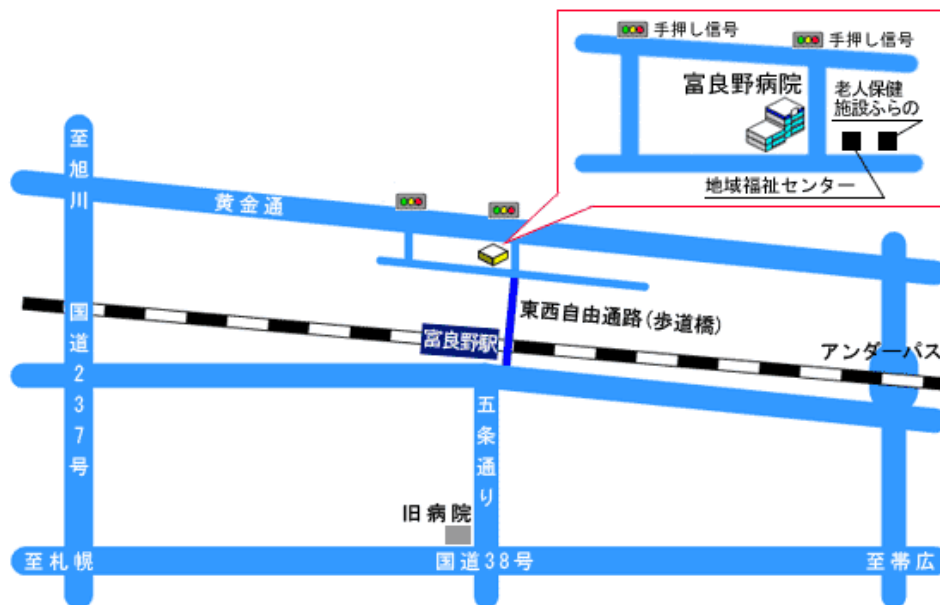 手押し信号
手押し信号
富良野病院
老人保健
施設ふらの
地域福祉センター
至旭川
黄金通
国道237号
東西自由通路(歩道橋)
富良野駅
アンダーパス
五条通り
旧病院
至札幌
国道38号
至帯広